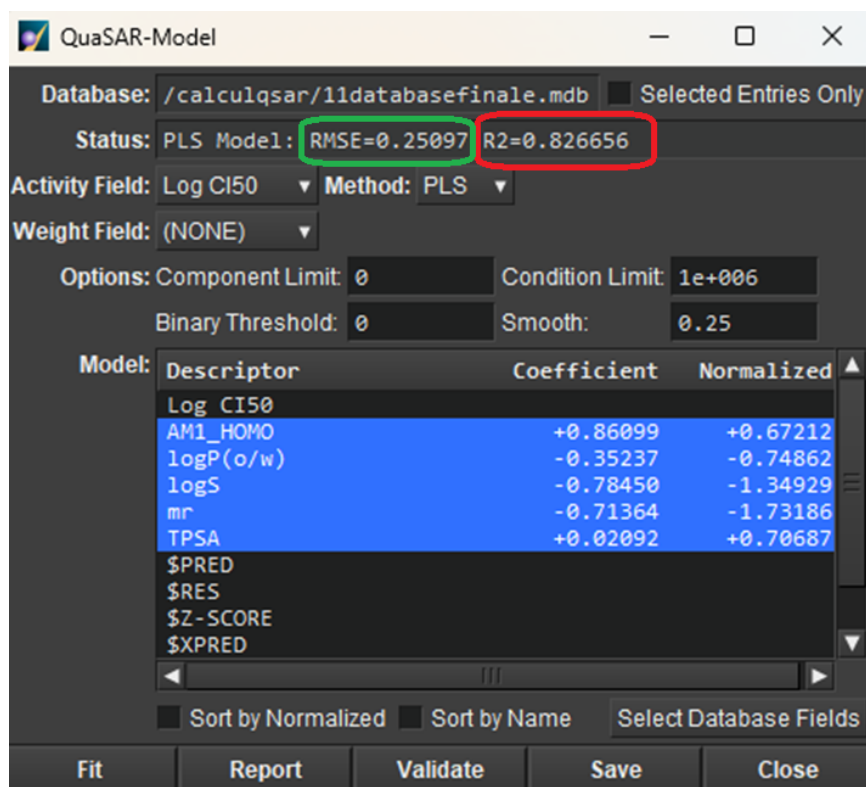 QuaSAR-Model
Database: /calculqsar/11databasefinale.mdb Selected Entries Only
Status: PLS Model: RMSE=0.25097 R2=0.826656
Activity Field: Log CI50 Method: PLS
Weight Field: (NONE)
Options: Component Limit: 0 Condition Limit: 1e+006
Binary Threshold: 0 Smooth: 0.25
Model: Descriptor Coefficient Normalized
Log CI50
AM1_HOMO +0.86099 +0.67212
logP(o/w) -0.35237 -0.74862
logS -0.78450 -1.34929
mr -0.71364 -1.73186
TPSA +0.02092 +0.70687
$PRED
$RES
$Z-SCORE
$XPRED
Sort by Normalized Sort by Name Select Database Fields
Fit Report Validate Save Close